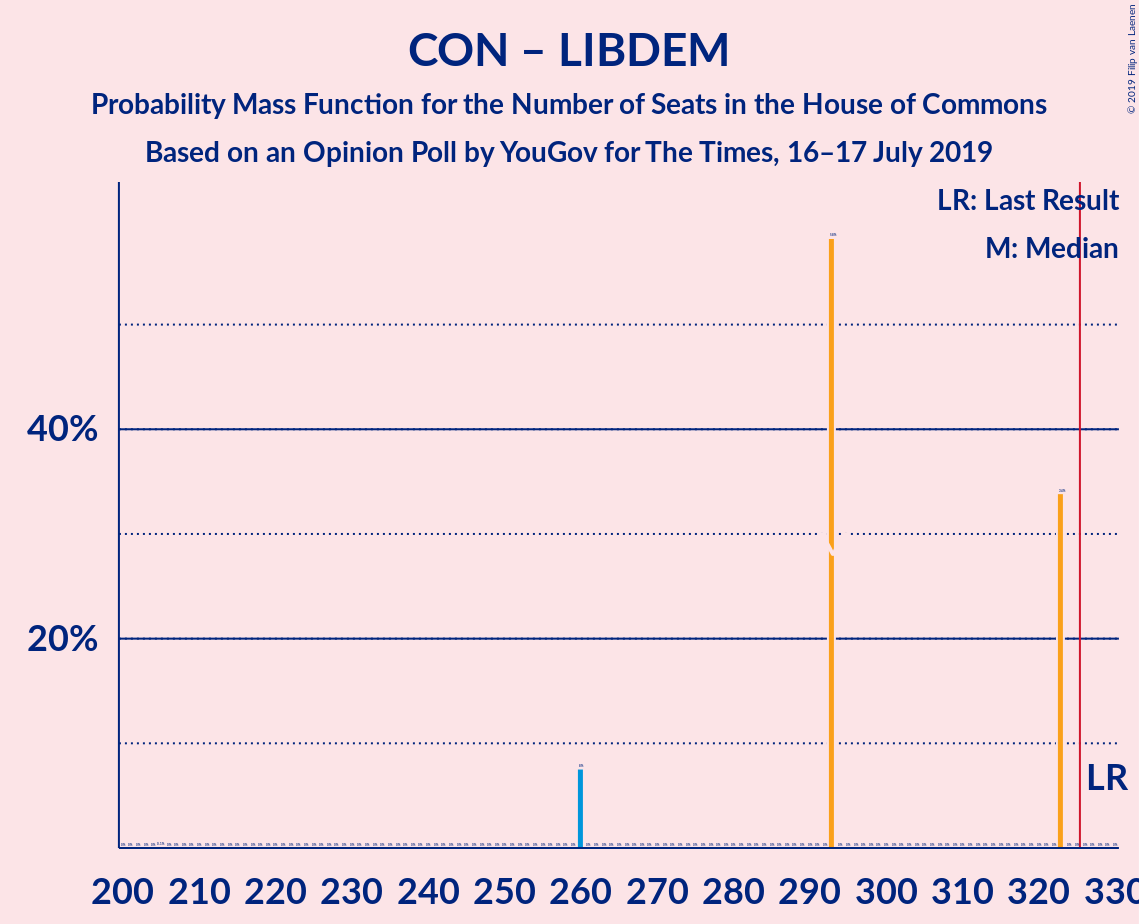 CON – LIBDEM
Probability Mass Function for the Number of Seats in the House of Commons
Based on an Opinion Poll by YouGov for The Times, 16–17 July 2019
© 2019 Filip van Laenen
LR: Last Result
M: Median
40%
20%
LR
200 210 220 230 240 250 260 270 280 290 300 310 320 330